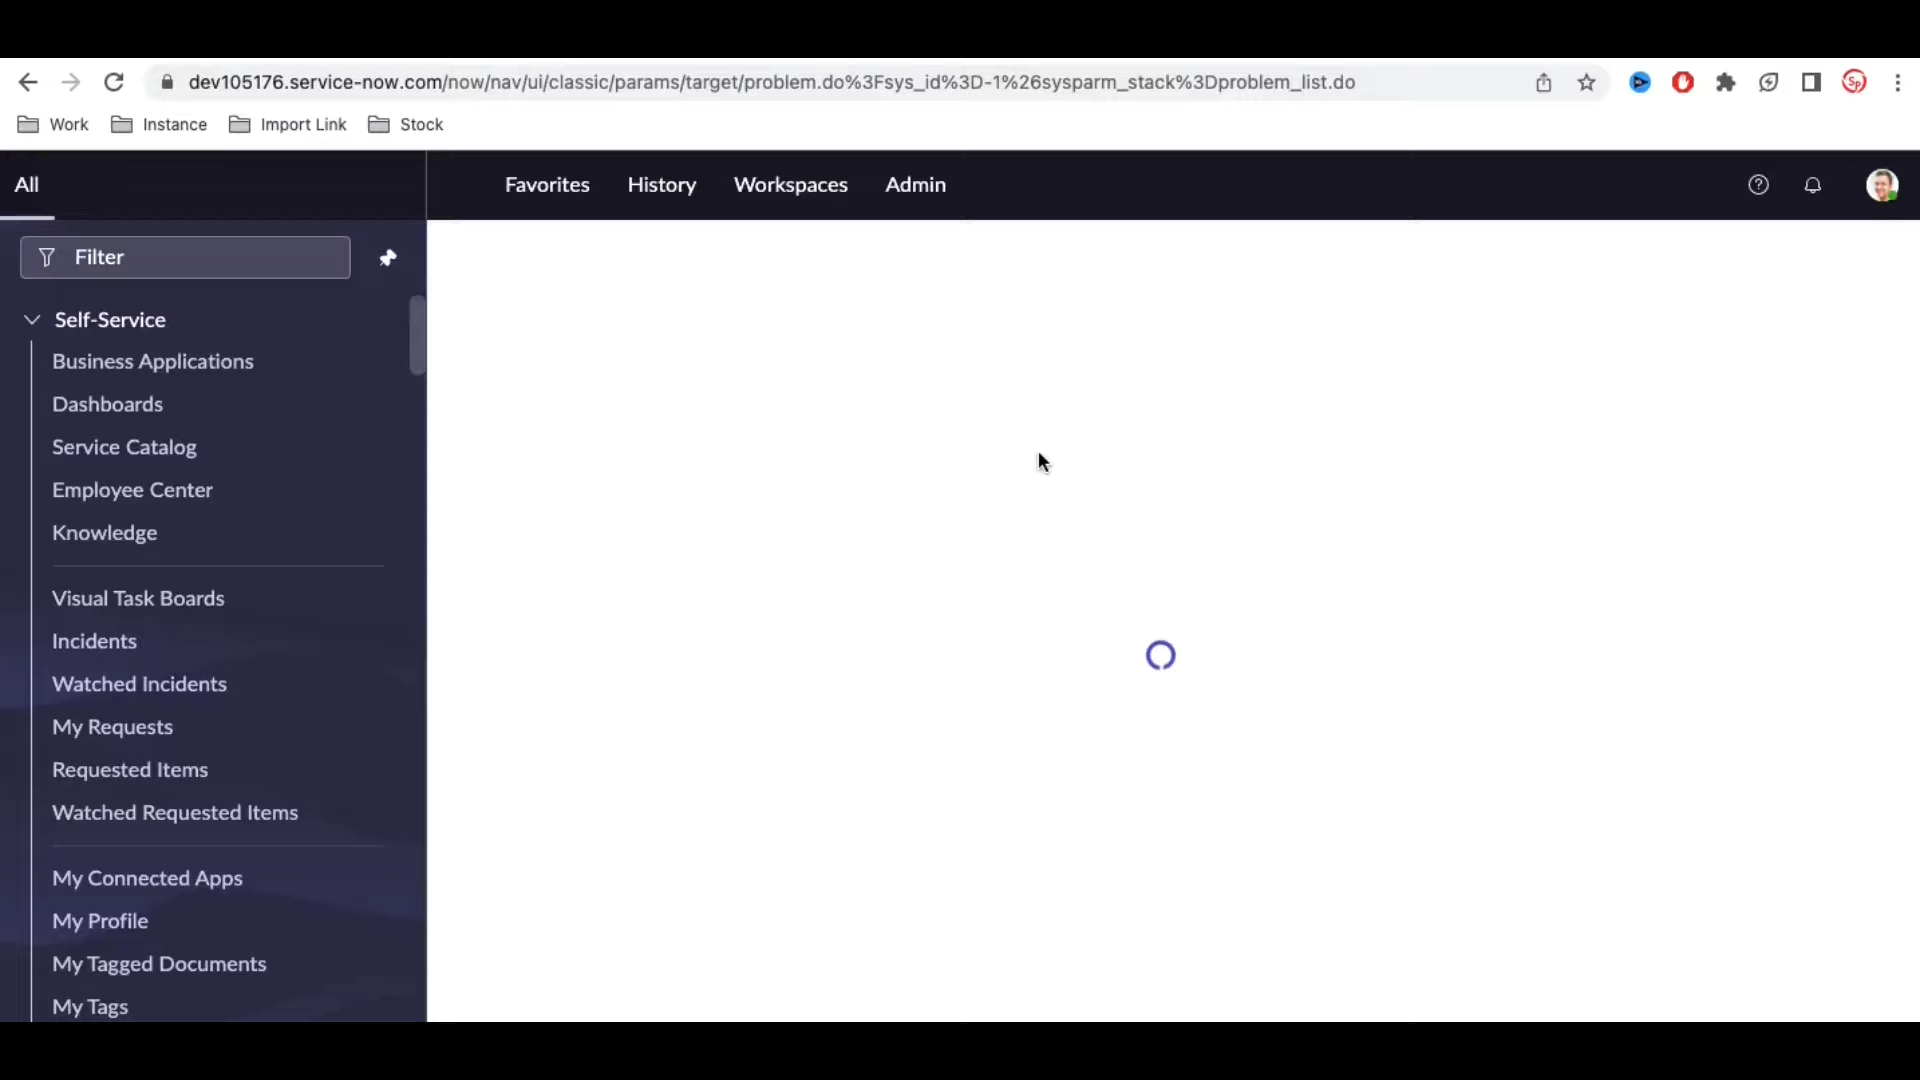 dev105176.service-now.com/now/nav/ui/classic/params/target/problem.do%3Fsys_id%3D-1%26sysparm_stack%3Dproblem_list.do
Sp
Work Instance Import Link Stock
All Favorites History Workspaces Admin
Filter
Self-Service
Business Applications
Dashboards
Service Catalog
Employee Center
Knowledge
Visual Task Boards
Incidents
Watched Incidents
My Requests
Requested Items
Watched Requested Items
My Connected Apps
My Profile
My Tagged Documents
My Tags